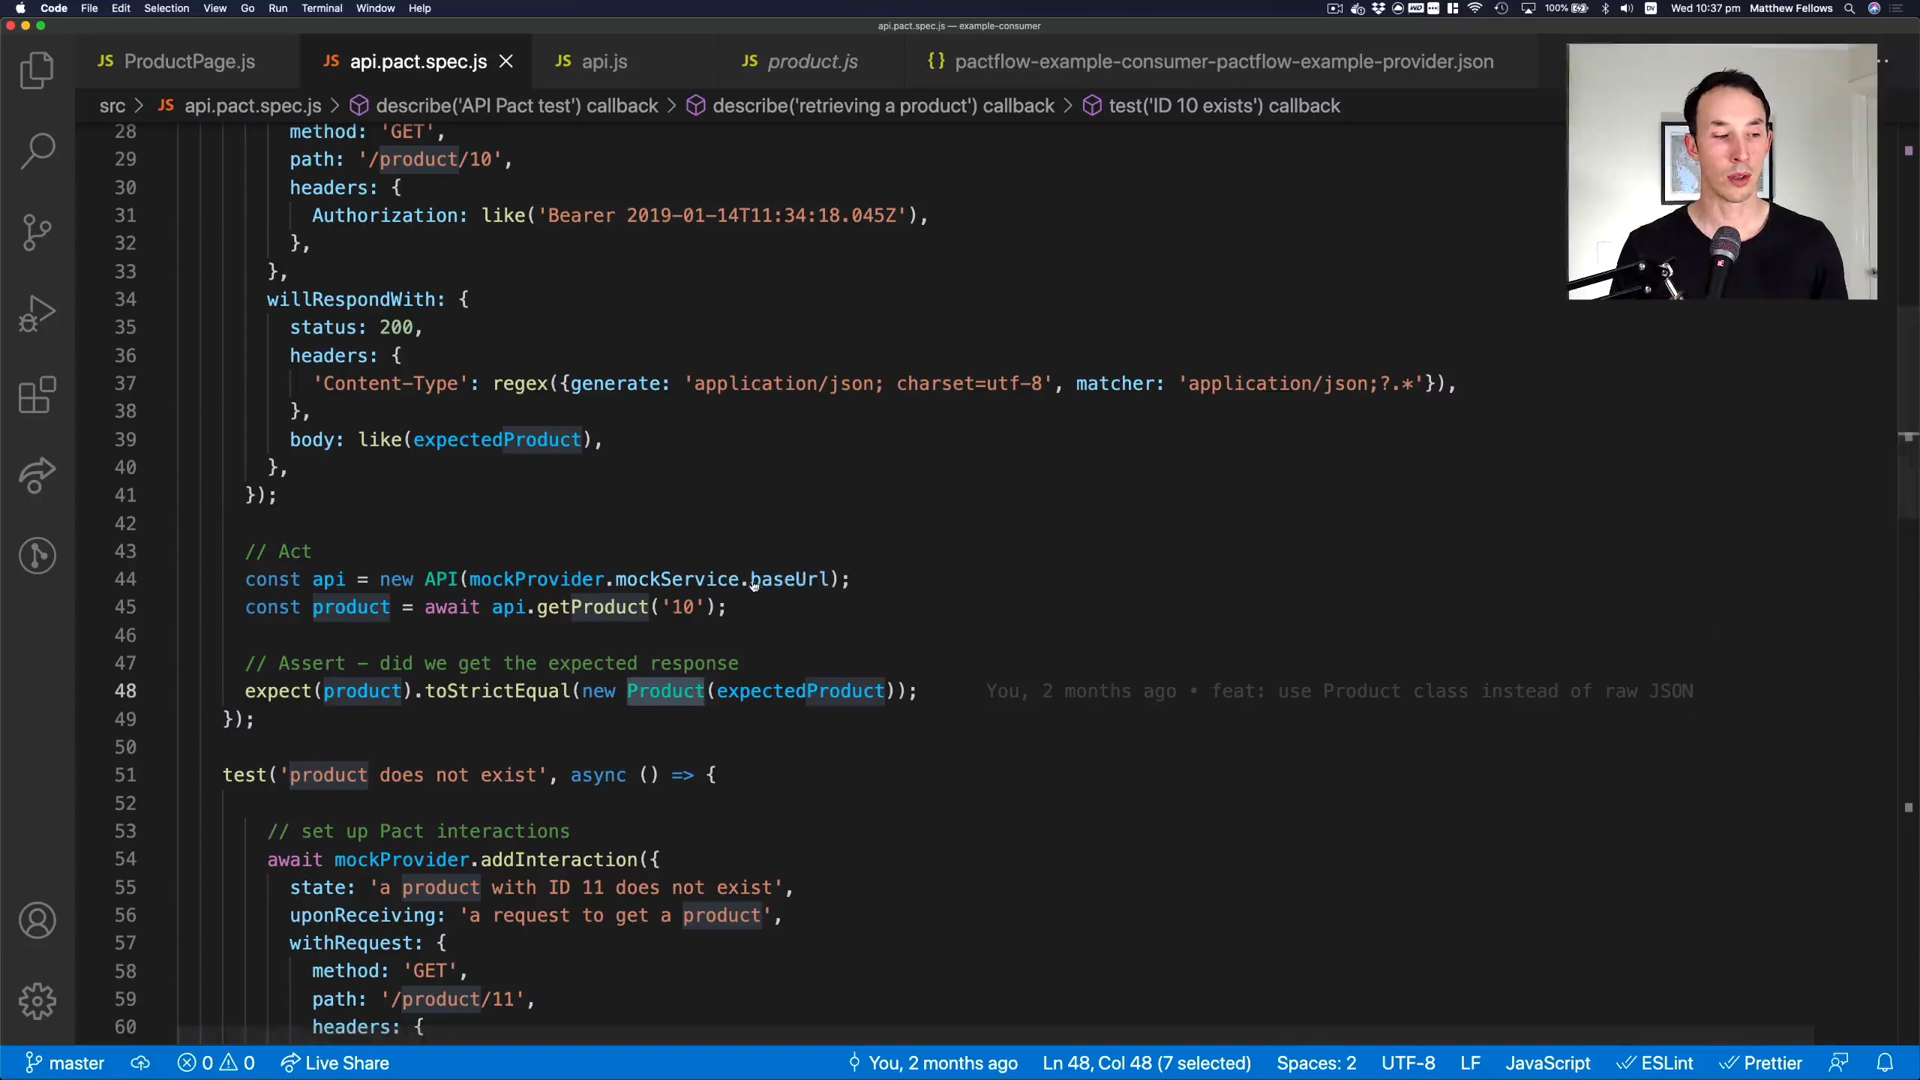 Code File Edit Selection View Go Run Terminal Window Help 100% Wed 10:37 pm Matthew Fellows
api.pact.spec.js — example-consumer
JS ProductPage.js JS api.pact.spec.js JS api.js JS product.js {} pactflow-example-consumer-pactflow-example-provider.json
src > JS api.pact.spec.js > describe('API Pact test') callback > describe('retrieving a product') callback > test('ID 10 exists') callback
28 method: 'GET',
29 path: '/product/10',
30 headers: {
31 Authorization: like('Bearer 2019-01-14T11:34:18.045Z'),
32 },
33 },
34 willRespondWith: {
35 status: 200,
36 headers: {
37 'Content-Type': regex({generate: 'application/json; charset=utf-8', matcher: 'application/json;?.*'}),
38 },
39 body: like(expectedProduct),
40 },
41 });
42
43 // Act
44 const api = new API(mockProvider.mockService.baseUrl);
45 const product = await api.getProduct('10');
46
47 // Assert - did we get the expected response
48 expect(product).toStrictEqual(new Product(expectedProduct)); You, 2 months ago • feat: use Product class instead of raw JSON
49 });
50
51 test('product does not exist', async () => {
52
53 // set up Pact interactions
54 await mockProvider.addInteraction({
55 state: 'a product with ID 11 does not exist',
56 uponReceiving: 'a request to get a product',
57 withRequest: {
58 method: 'GET',
59 path: '/product/11',
60 headers: {
master 0 0 Live Share You, 2 months ago Ln 48, Col 48 (7 selected) Spaces: 2 UTF-8 LF JavaScript ESLint Prettier